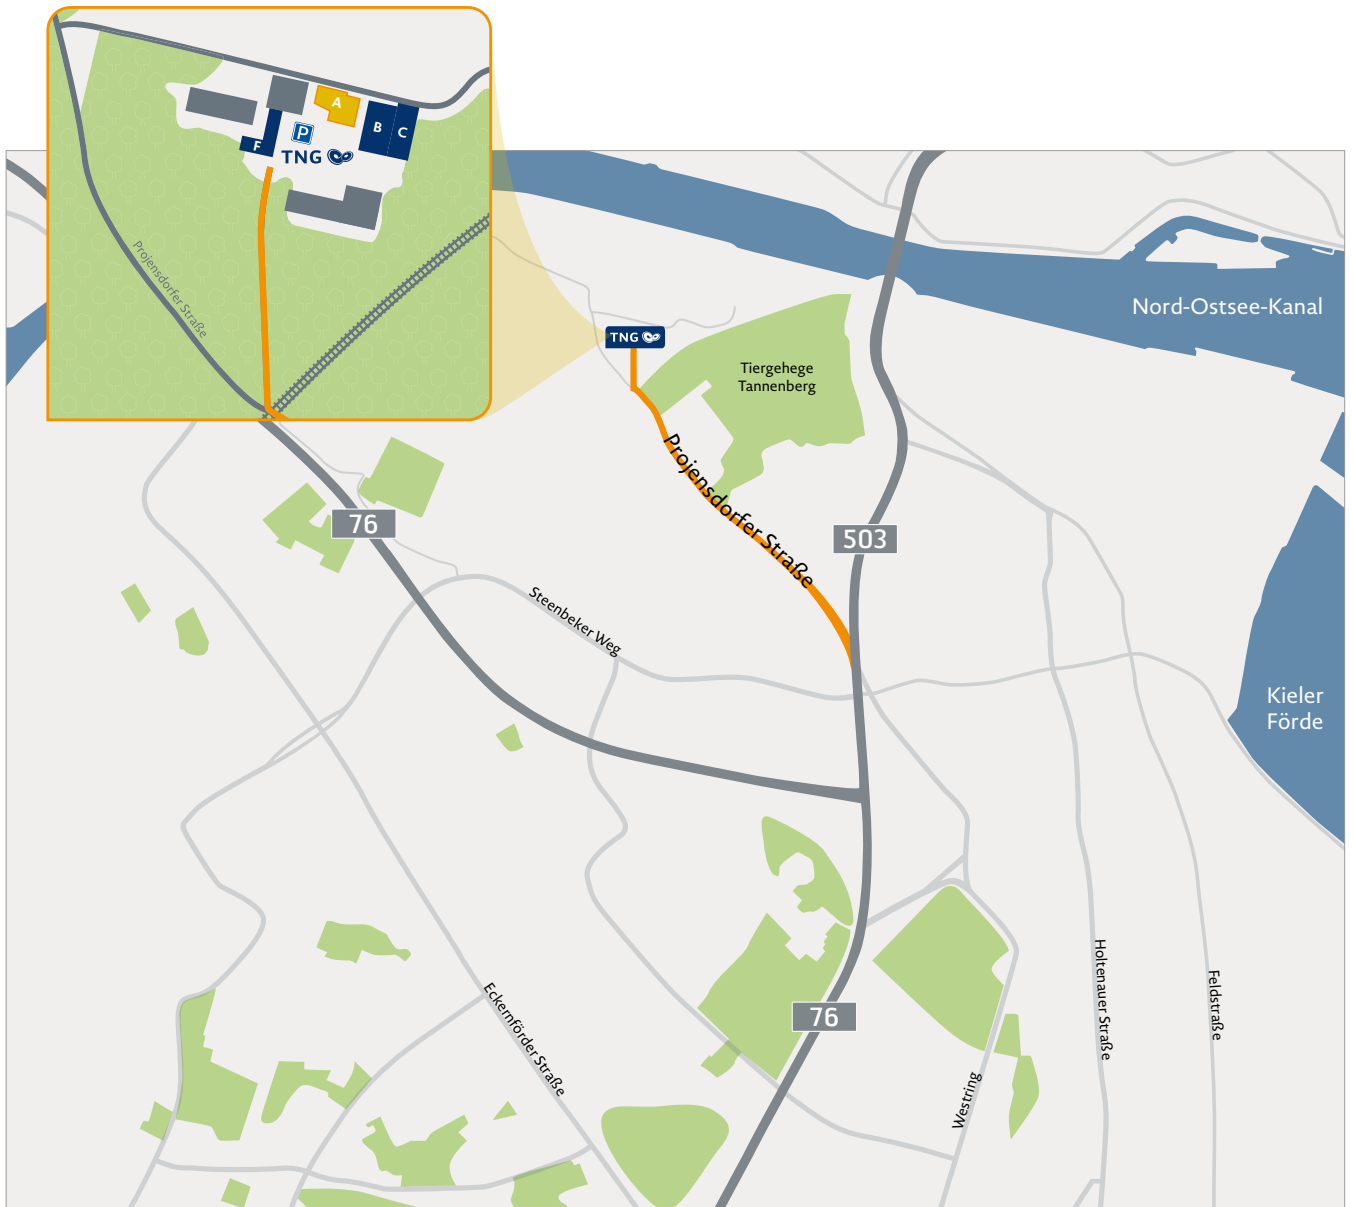 A
B
C
P
F
TNG
Projensdorfer Straße
Nord-Ostsee-Kanal
TNG
Tiergehege
Tannenberg
Projensdorfer Straße
76
503
Steenbeker Weg
Kieler
Förde
Holtenauer Straße
Feldstraße
Eckernförder Straße
76
Westring